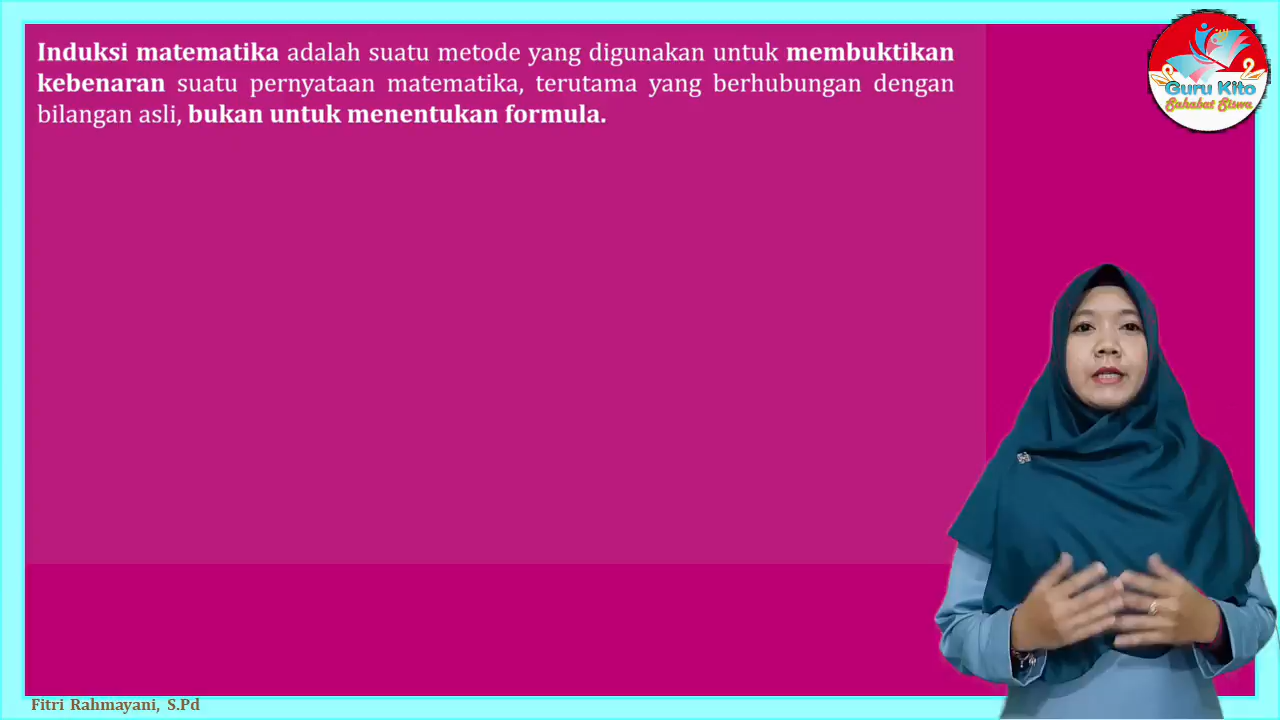 Induksi matematika adalah suatu metode yang digunakan untuk membuktikan
kebenaran suatu pernyataan matematika, terutama yang berhubungan dengan
bilangan asli, bukan untuk menentukan formula.
Guru Kito
Sahabat Siswa
Fitri Rahmayani, S.Pd